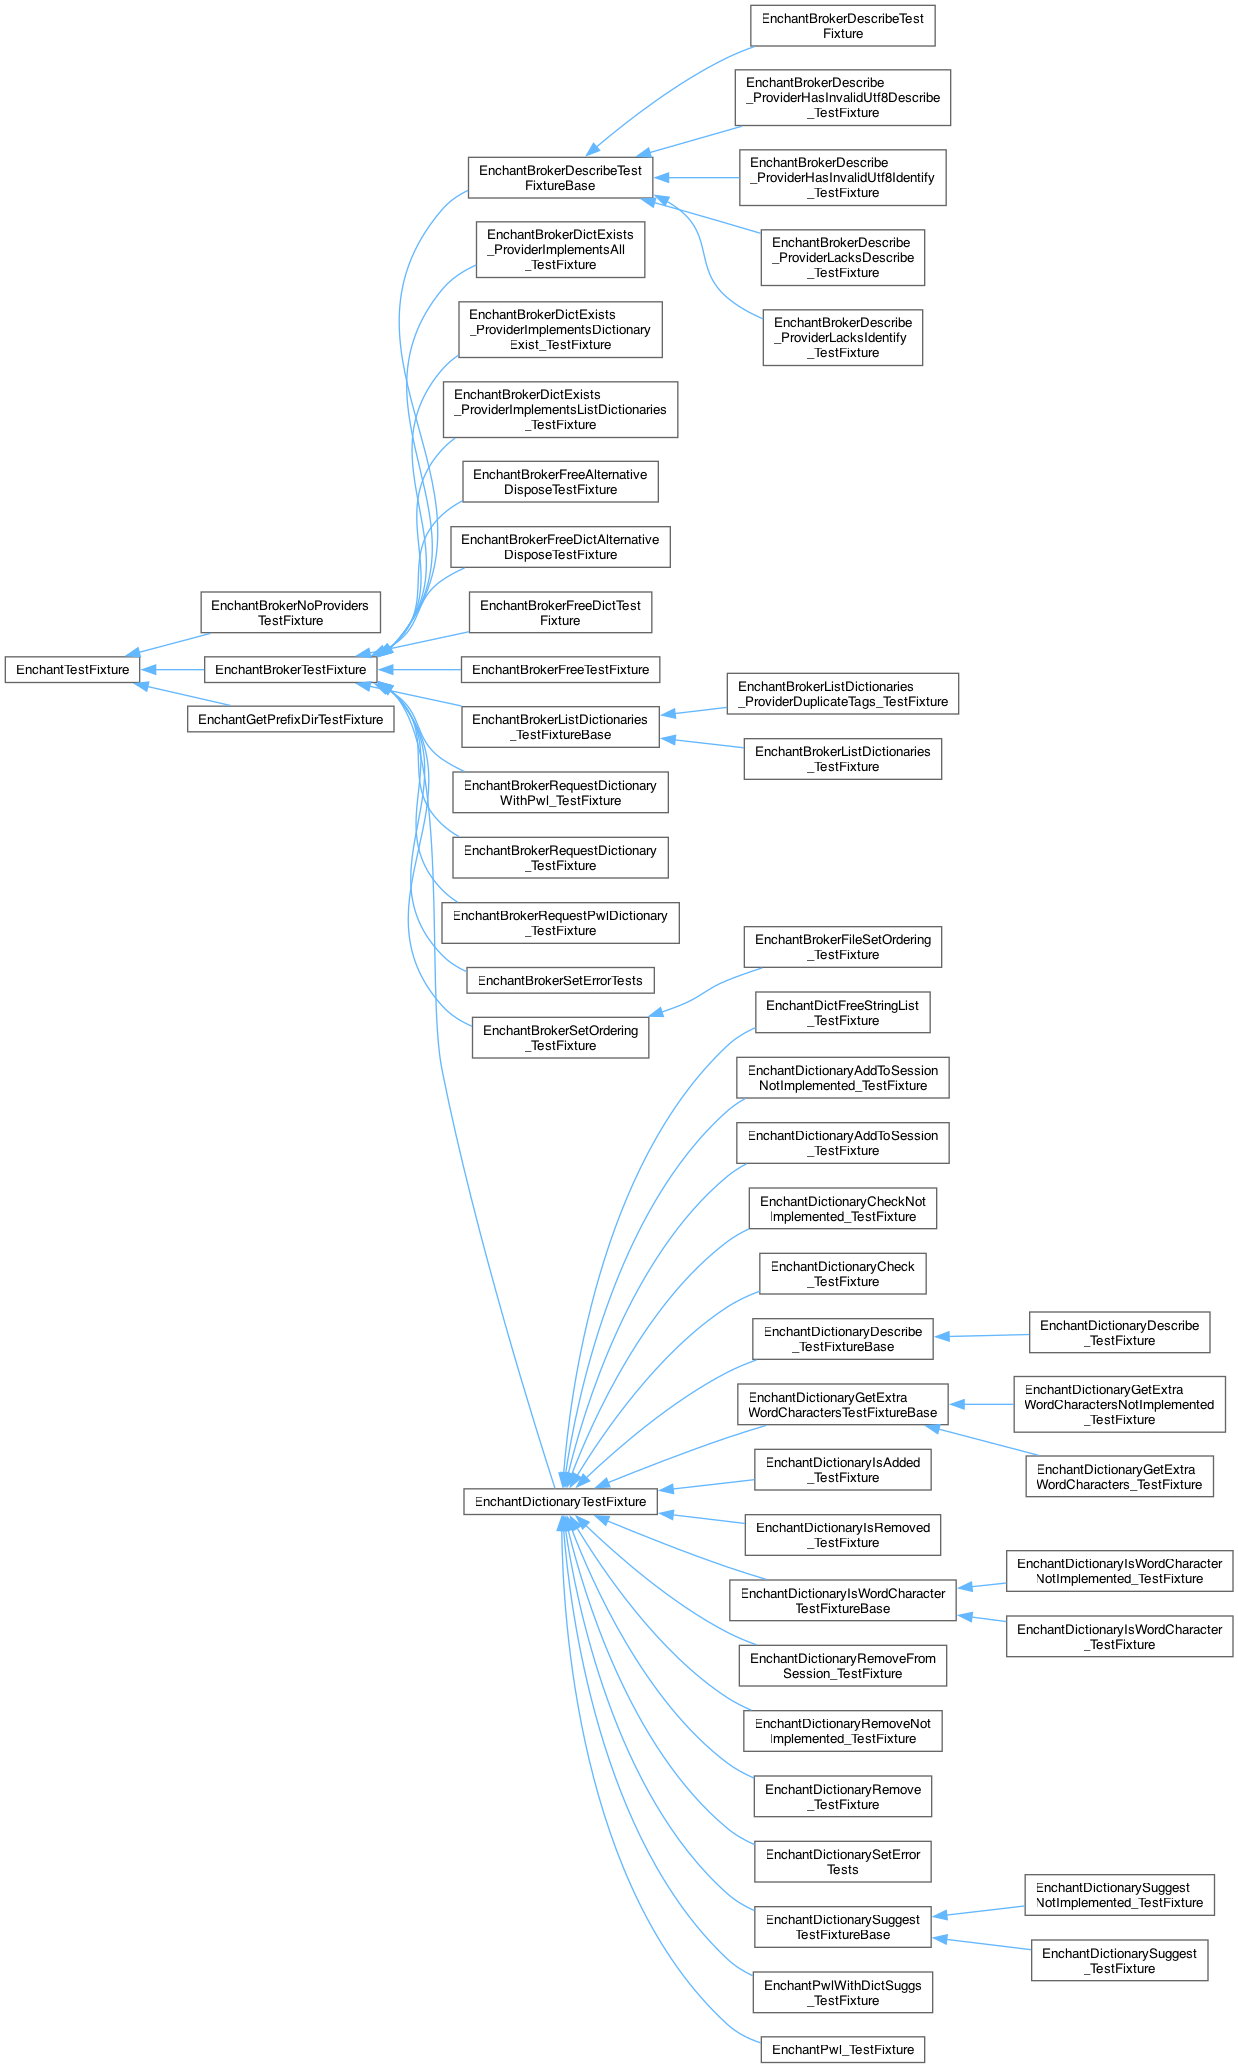 EnchantBrokerDescribeTest
Fixture
EnchantBrokerDescribe
_ProviderHasInvalidUtf8Describe
_TestFixture
EnchantBrokerDescribe
_ProviderHasInvalidUtf8Identify
_TestFixture
EnchantBrokerDescribeTest
FixtureBase
EnchantBrokerDescribe
_ProviderLacksDescribe
_TestFixture
EnchantBrokerDictExists
_ProviderImplementsAll
_TestFixture
EnchantBrokerDescribe
_ProviderLacksIdentify
_TestFixture
EnchantBrokerDictExists
_ProviderImplementsDictionary
Exist_TestFixture
EnchantBrokerDictExists
_ProviderImplementsListDictionaries
_TestFixture
EnchantBrokerFreeAlternative
DisposeTestFixture
EnchantBrokerFreeDictAlternative
DisposeTestFixture
EnchantBrokerNoProviders
TestFixture
EnchantBrokerFreeDictTest
Fixture
EnchantTestFixture
EnchantBrokerTestFixture
EnchantBrokerFreeTestFixture
EnchantGetPrefixDirTestFixture
EnchantBrokerListDictionaries
_TestFixtureBase
EnchantBrokerListDictionaries
_ProviderDuplicateTags_TestFixture
EnchantBrokerListDictionaries
_TestFixture
EnchantBrokerRequestDictionary
WithPwl_TestFixture
EnchantBrokerRequestDictionary
_TestFixture
EnchantBrokerRequestPwlDictionary
_TestFixture
EnchantBrokerSetErrorTests
EnchantBrokerFileSetOrdering
_TestFixture
EnchantBrokerSetOrdering
_TestFixture
EnchantDictFreeStringList
_TestFixture
EnchantDictionaryAddToSession
NotImplemented_TestFixture
EnchantDictionaryAddToSession
_TestFixture
EnchantDictionaryCheckNot
Implemented_TestFixture
EnchantDictionaryCheck
_TestFixture
EnchantDictionaryDescribe
_TestFixtureBase
EnchantDictionaryDescribe
_TestFixture
EnchantDictionaryGetExtra
WordCharactersTestFixtureBase
EnchantDictionaryGetExtra
WordCharactersNotImplemented
_TestFixture
EnchantDictionaryIsAdded
_TestFixture
EnchantDictionaryGetExtra
WordCharacters_TestFixture
EnchantDictionaryTestFixture
EnchantDictionaryIsRemoved
_TestFixture
EnchantDictionaryIsWordCharacter
TestFixtureBase
EnchantDictionaryIsWordCharacter
NotImplemented_TestFixture
EnchantDictionaryIsWordCharacter
_TestFixture
EnchantDictionaryRemoveFrom
Session_TestFixture
EnchantDictionaryRemoveNot
Implemented_TestFixture
EnchantDictionaryRemove
_TestFixture
EnchantDictionarySetError
Tests
EnchantDictionarySuggest
TestFixtureBase
EnchantDictionarySuggest
NotImplemented_TestFixture
EnchantDictionarySuggest
_TestFixture
EnchantPwlWithDictSuggs
_TestFixture
EnchantPwl_TestFixture